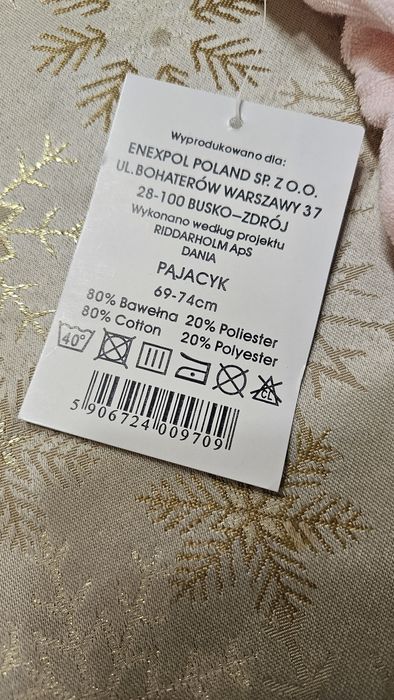 Wyprodukowano dla:
ENEXPOL POLAND SP. Z O.O.
UL.BOHATERÓW WARSZAWY 37
28-100 BUSKO-ZDRÓJ
Wykonano według projektu
RIDDARHOLM ApS
DANIA
PAJACYK
69-74cm
80% Bawełna 20% Poliester
80% Cotton 20% Polyester
40° CL
5 906724 009709